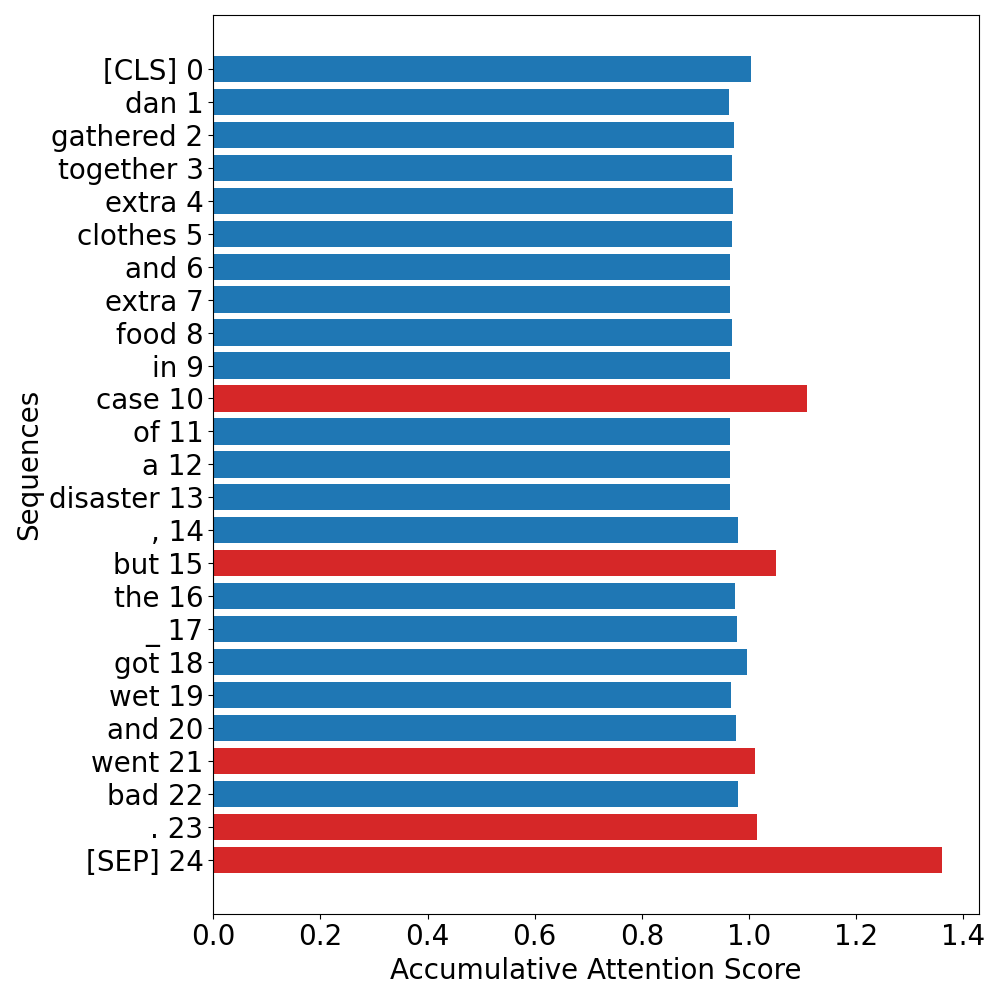 [CLS] 0
dan 1
gathered 2
together 3
extra 4
clothes 5
and 6
extra 7
food 8
in 9
case 10
of 11
a 12
disaster 13
, 14
but 15
the 16
_ 17
got 18
wet 19
and 20
went 21
bad 22
. 23
[SEP] 24
Sequences
0.0 0.2 0.4 0.6 0.8 1.0 1.2 1.4
Accumulative Attention Score